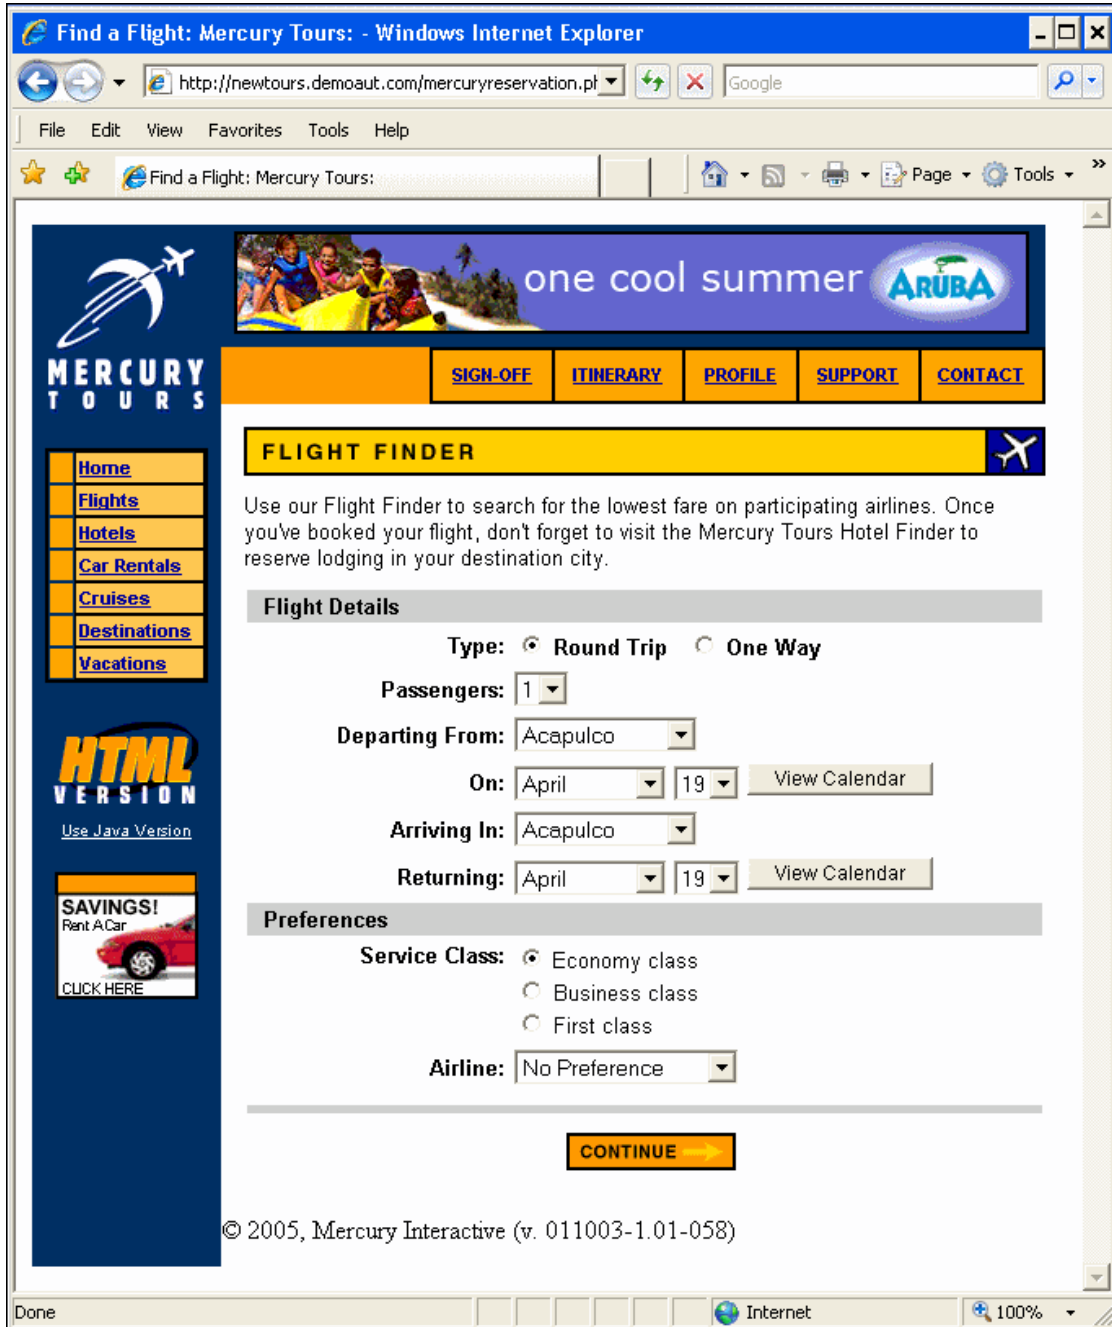 Find a Flight: Mercury Tours: - Windows Internet Explorer
http://newtours.demoaut.com/mercuryreservation.ph
Google
File Edit View Favorites Tools Help
Find a Flight: Mercury Tours:
Page Tools »
one cool summer ARUBA
MERCURY
TOURS
SIGN-OFF ITINERARY PROFILE SUPPORT CONTACT
FLIGHT FINDER
Home
Flights
Hotels
Car Rentals
Cruises
Destinations
Vacations
HTML
VERSION
Use Java Version
SAVINGS!
Rent A Car
CLICK HERE
Use our Flight Finder to search for the lowest fare on participating airlines. Once
you've booked your flight, don't forget to visit the Mercury Tours Hotel Finder to
reserve lodging in your destination city.
Flight Details
Type: Round Trip One Way
Passengers: 1
Departing From: Acapulco
On: April 19 View Calendar
Arriving In: Acapulco
Returning: April 19 View Calendar
Preferences
Service Class: Economy class
Business class
First class
Airline: No Preference
CONTINUE
© 2005, Mercury Interactive (v. 011003-1.01-058)
Done Internet 100%